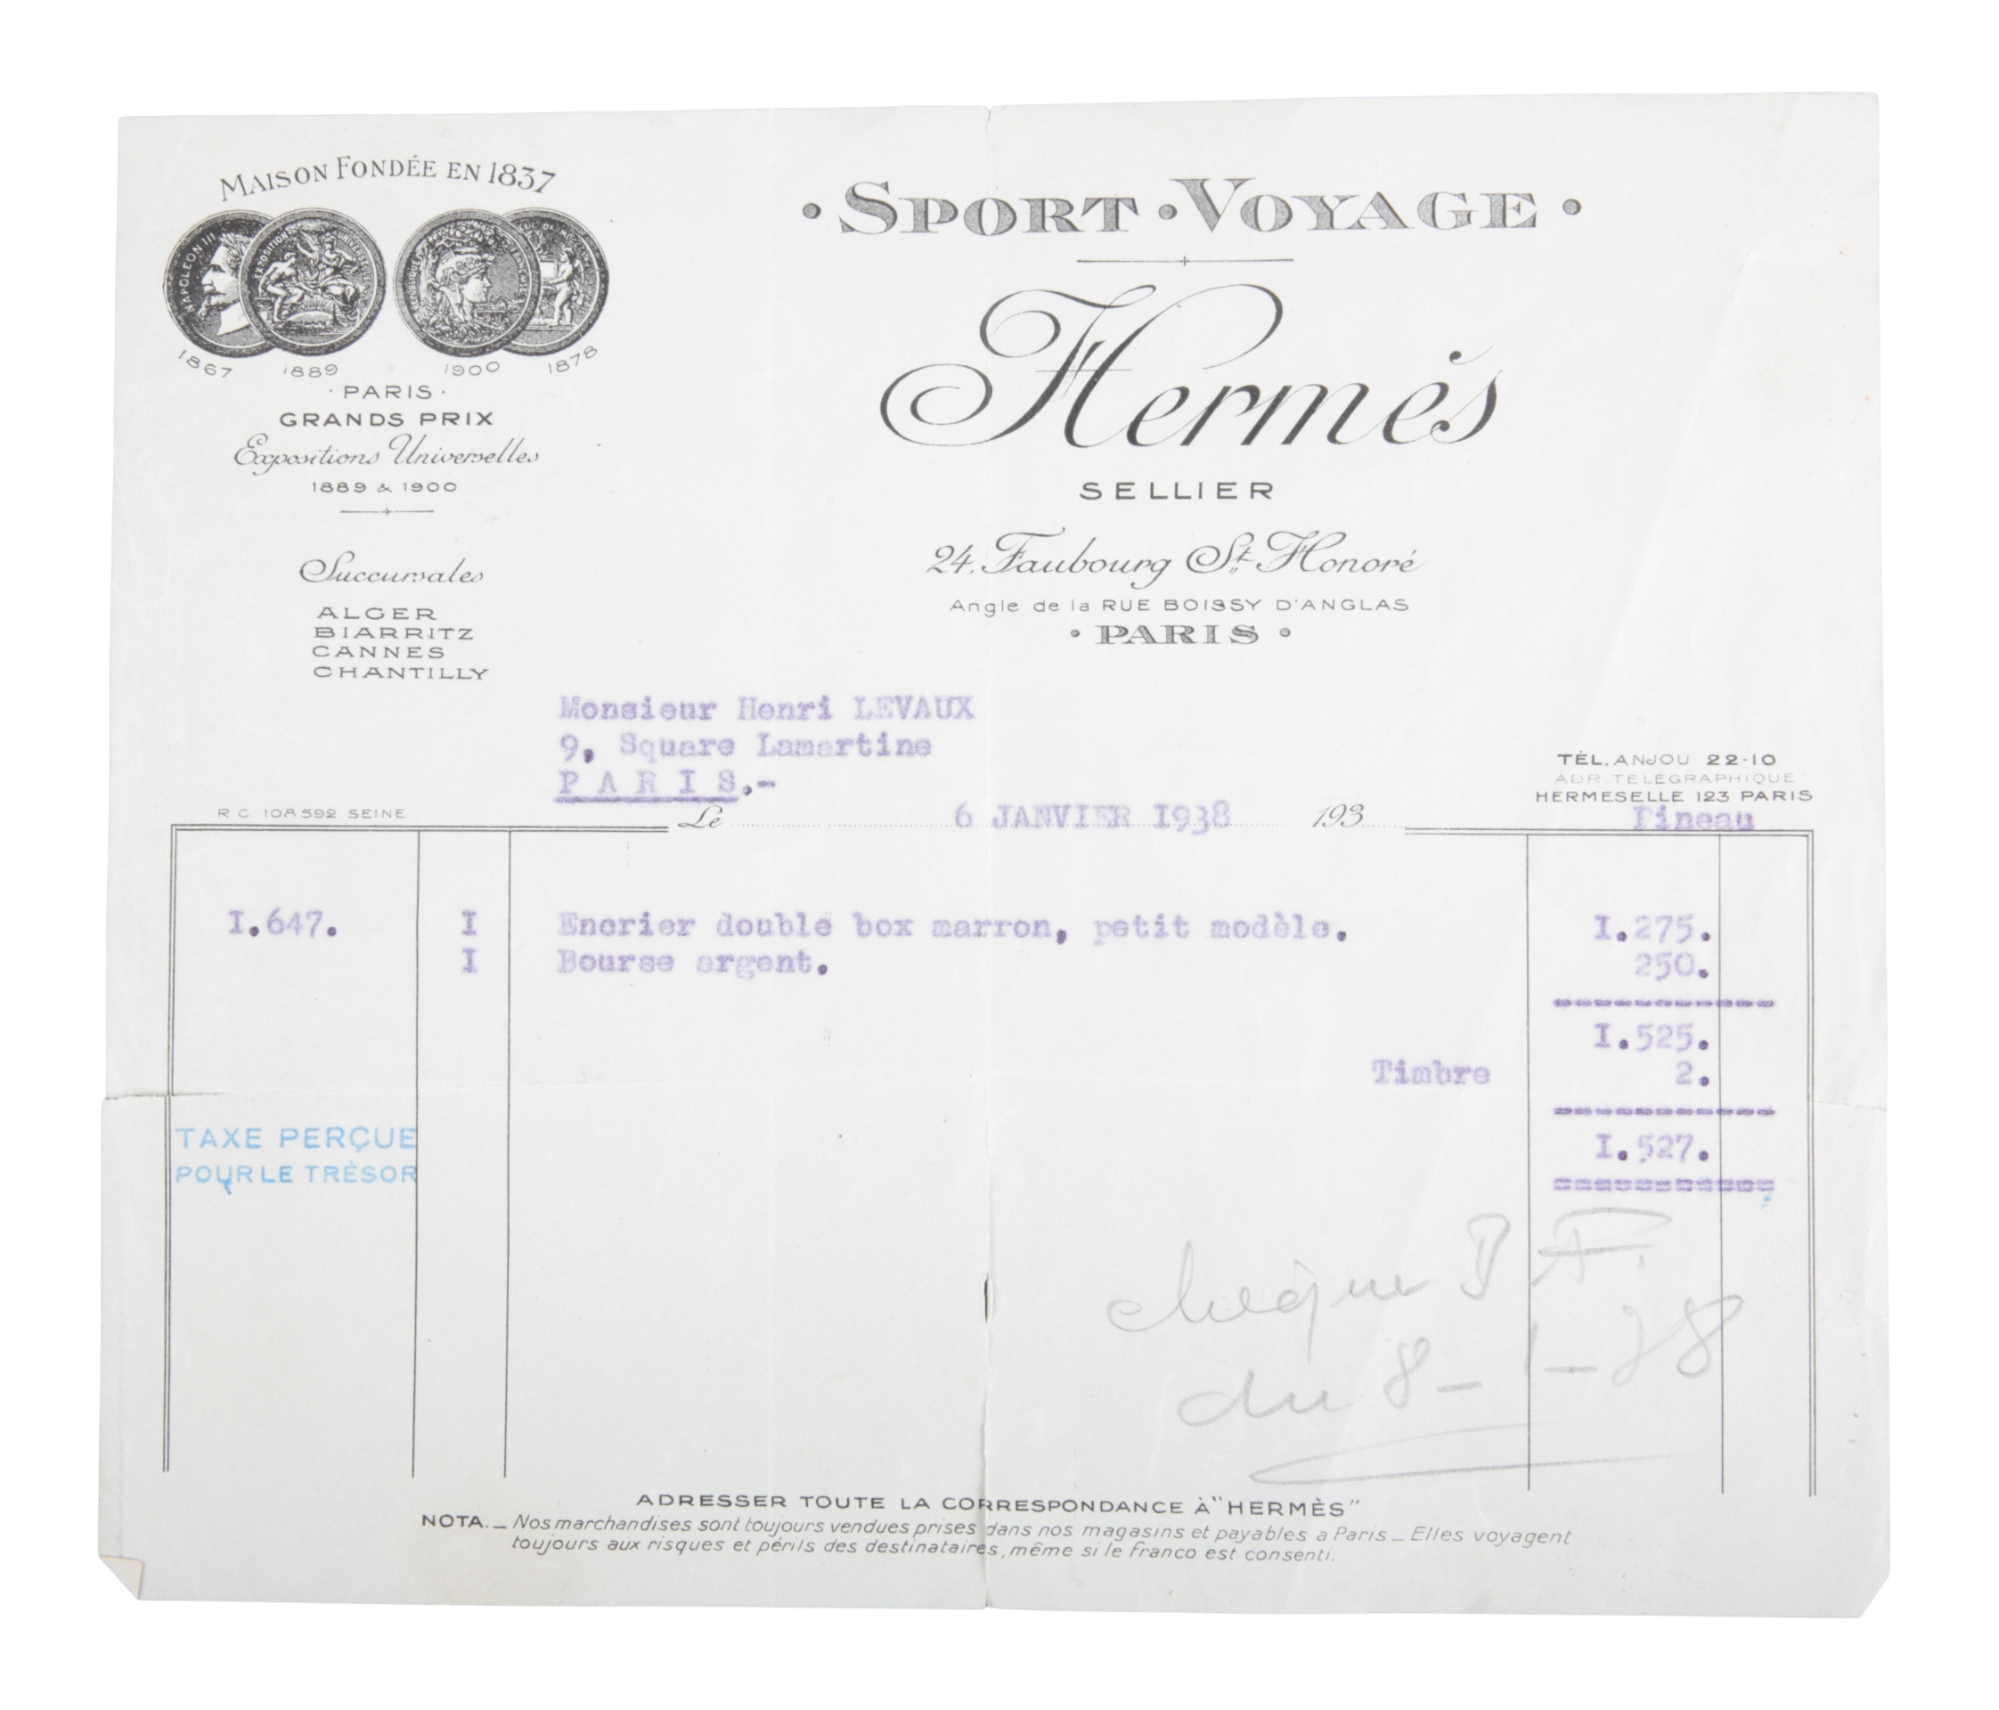 MAISON FONDÉE EN 1837
NAPOLEON III
1867 1889 1900 1878
· PARIS ·
GRANDS PRIX
Expositions Universelles
1889 & 1900
Succursales
ALGER
BIARRITZ
CANNES
CHANTILLY
· SPORT · VOYAGE ·
Hermès
SELLIER
24, Faubourg St. Honoré
Angle de la RUE BOISSY D'ANGLAS
· PARIS ·
Monsieur Henri LEVAUX
9, Square Lamartine
P A R I S.-
TÉL. ANJOU 22-10
ADR. TÉLÉGRAPHIQUE
HERMESELLE 123 PARIS
R C 108.592 SEINE
Le 6 JANVIER I938 193
Pineau
I.647. I Encrier double box marron, petit modèle. I.275.
I Bourse argent. 250.
I.525.
Timbre 2.
I.527.
TAXE PERÇUE
POUR LE TRÉSOR
chèque B F.
du 8-1-38
ADRESSER TOUTE LA CORRESPONDANCE À "HERMÈS"
NOTA._ Nos marchandises sont toujours vendues prises dans nos magasins et payables a Paris _ Elles voyagent
toujours aux risques et périls des destinataires, même si le franco est consenti.